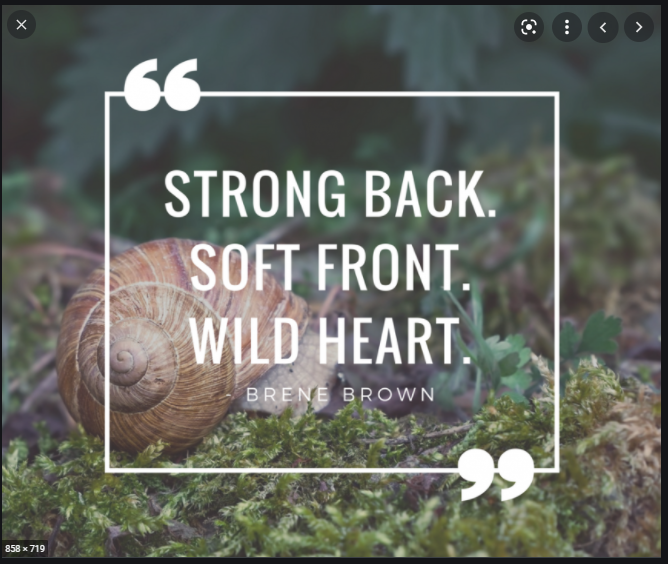 “
STRONG BACK.
SOFT FRONT.
WILD HEART.
- BRENE BROWN
”
858 × 719